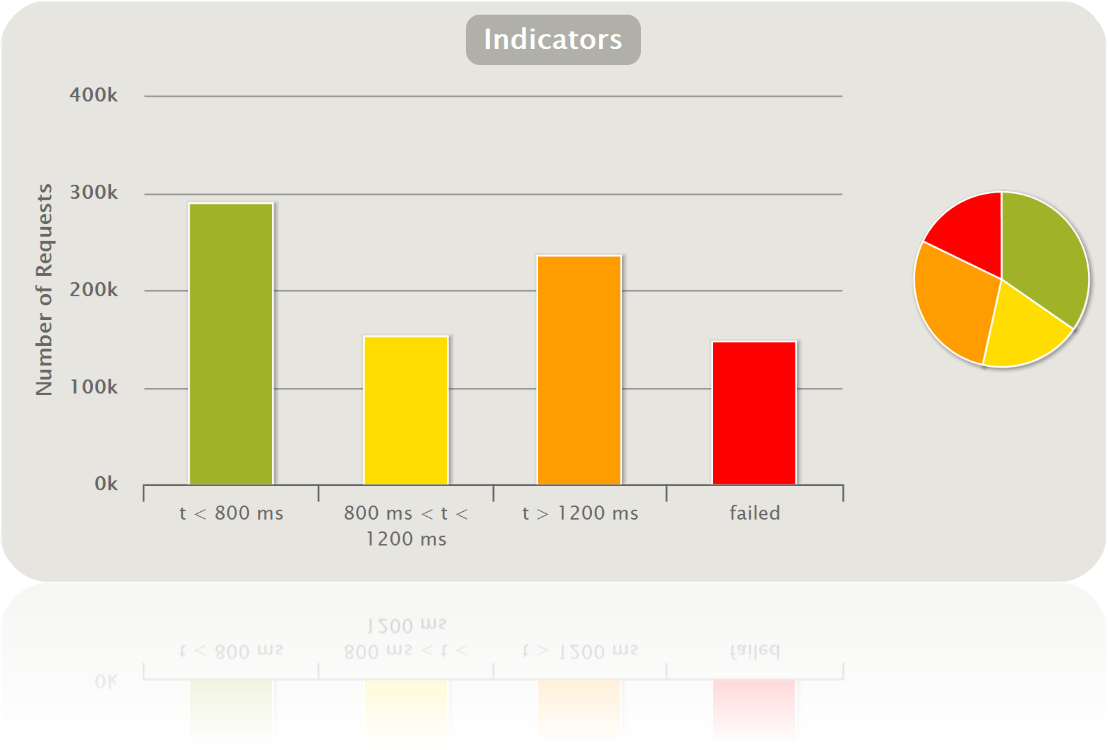 Indicators
400k
300k
200k
100k
0k
Number of Requests
t < 800 ms
800 ms < t <
1200 ms
t > 1200 ms
failed